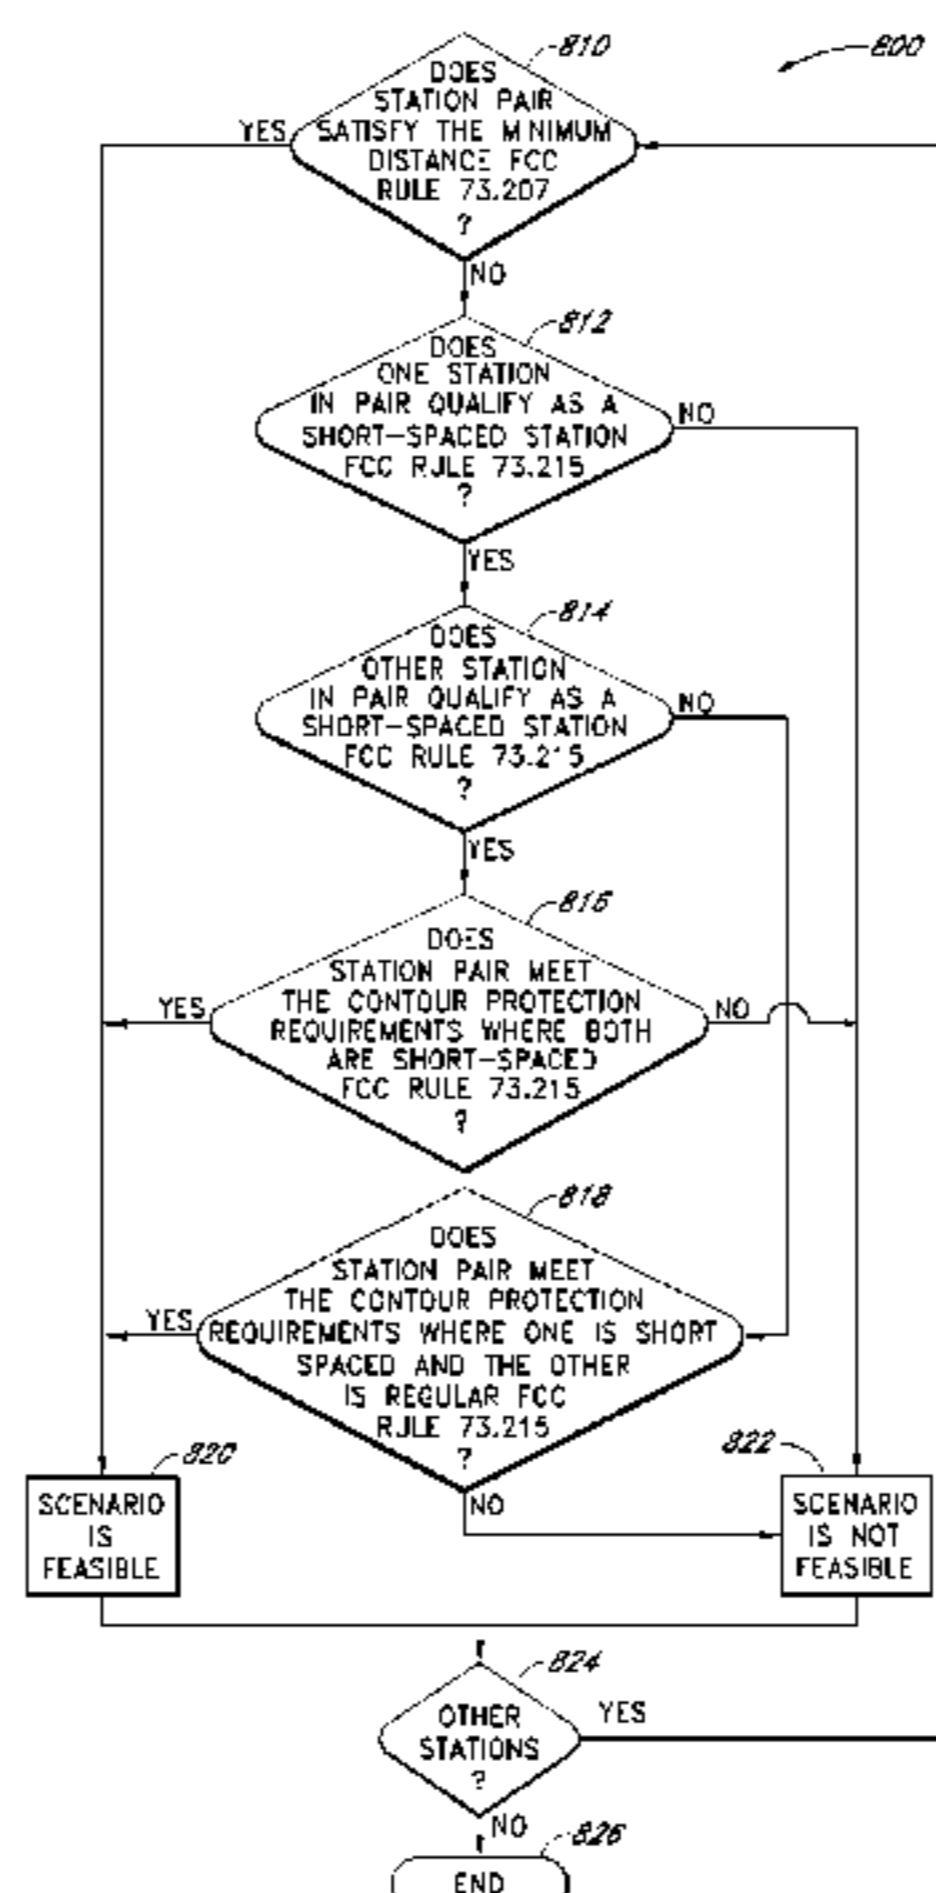 810
800
DOES
STATION PAIR
YES
SATISFY THE MINIMUM
DISTANCE FCC
RULE 73.207
?
NO
812
DOES
ONE STATION
IN PAIR QUALIFY AS A
NO
SHORT-SPACED STATION
FCC RULE 73.215
?
YES
814
DOES
OTHER STATION
IN PAIR QUALIFY AS A
NO
SHORT-SPACED STATION
FCC RULE 73.215
?
YES
816
DOES
STATION PAIR MEET
YES
THE CONTOUR PROTECTION
NO
REQUIREMENTS WHERE BOTH
ARE SHORT-SPACED
FCC RULE 73.215
?
818
DOES
STATION PAIR MEET
THE CONTOUR PROTECTION
YES
REQUIREMENTS WHERE ONE IS SHORT
SPACED AND THE OTHER
IS REGULAR FCC
RULE 73.215
?
820
822
NO
SCENARIO
IS
FEASIBLE
SCENARIO
IS NOT
FEASIBLE
824
OTHER
STATIONS
?
YES
NO
826
END